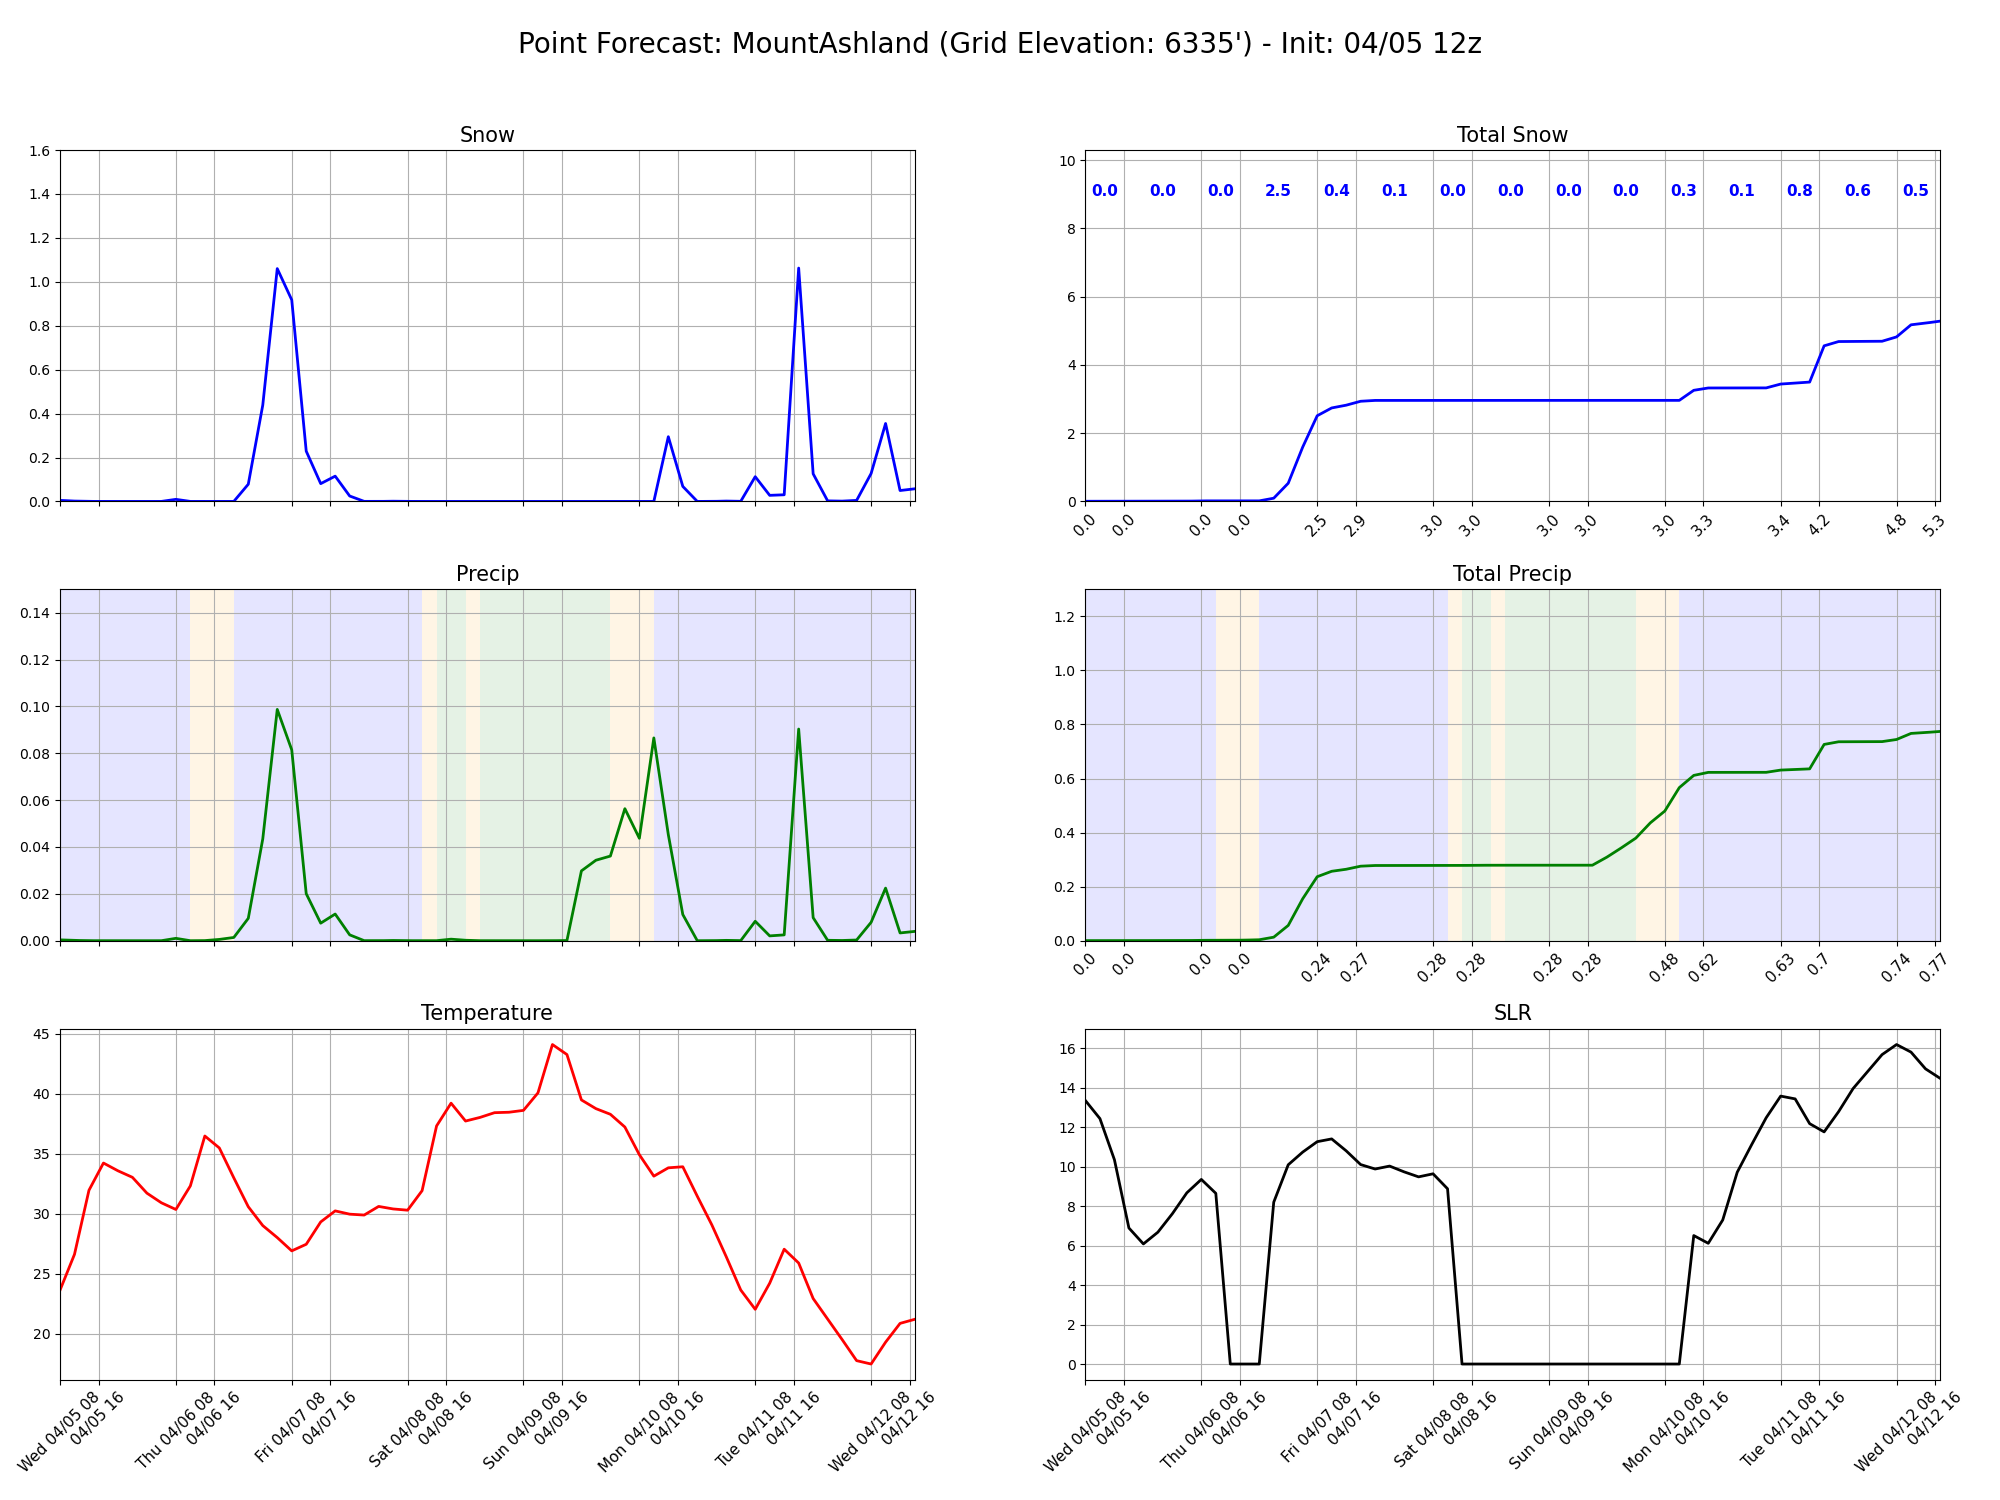 Point Forecast: MountAshland (Grid Elevation: 6335') - Init: 04/05 12z
Snow
1.6
1.4
1.2
1.0
0.8
0.6
0.4
0.2
0.0
Total Snow
10
8
6
4
2
0
0.0 0.0 0.0 2.5 0.4 0.1 0.0 0.0 0.0 0.0 0.3 0.1 0.8 0.6 0.5
0.0 0.0 0.0 0.0 2.5 2.9 3.0 3.0 3.0 3.0 3.0 3.3 3.4 4.2 4.8 5.3
Precip
0.14
0.12
0.10
0.08
0.06
0.04
0.02
0.00
Total Precip
1.2
1.0
0.8
0.6
0.4
0.2
0.0
0.0 0.0 0.0 0.0 0.24 0.27 0.28 0.28 0.28 0.28 0.48 0.62 0.63 0.7 0.74 0.77
Temperature
45
40
35
30
25
20
Wed 04/05 08
04/05 16
Thu 04/06 08
04/06 16
Fri 04/07 08
04/07 16
Sat 04/08 08
04/08 16
Sun 04/09 08
04/09 16
Mon 04/10 08
04/10 16
Tue 04/11 08
04/11 16
Wed 04/12 08
04/12 16
SLR
16
14
12
10
8
6
4
2
0
Wed 04/05 08
04/05 16
Thu 04/06 08
04/06 16
Fri 04/07 08
04/07 16
Sat 04/08 08
04/08 16
Sun 04/09 08
04/09 16
Mon 04/10 08
04/10 16
Tue 04/11 08
04/11 16
Wed 04/12 08
04/12 16